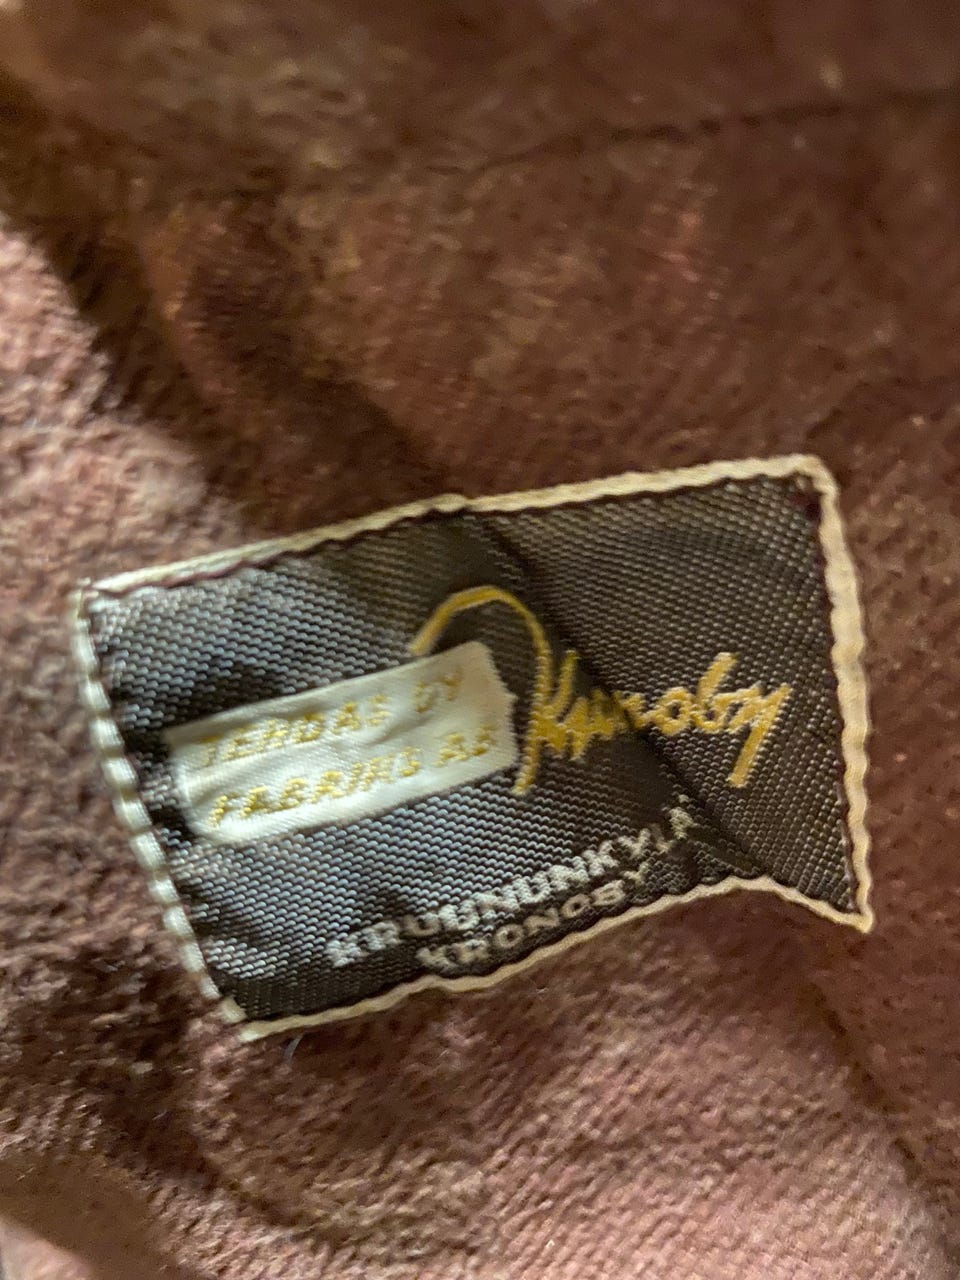 TEHDAS OY
FABRIKS AB
Kronoby
KRUUNUNKYLÄ
KRONOBY